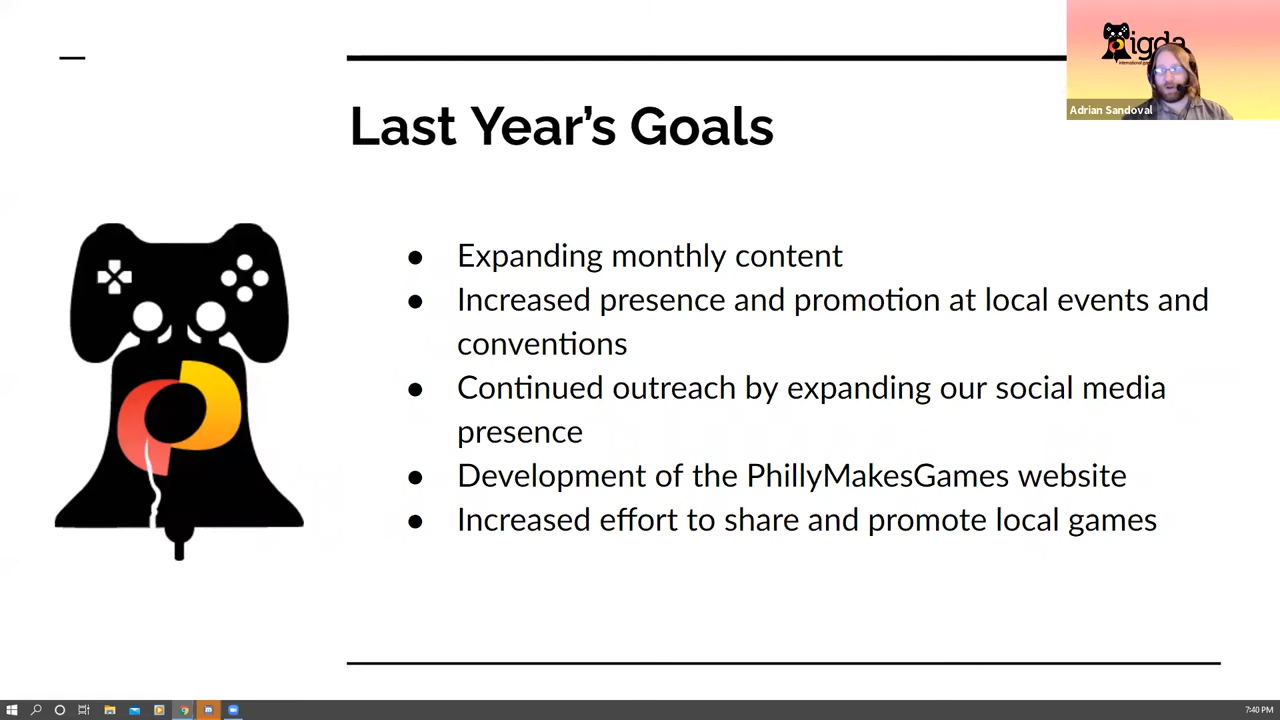 igda
Adrian Sandoval
Last Year's Goals
● Expanding monthly content
● Increased presence and promotion at local events and
conventions
● Continued outreach by expanding our social media
presence
● Development of the PhillyMakesGames website
● Increased effort to share and promote local games
7:40 PM